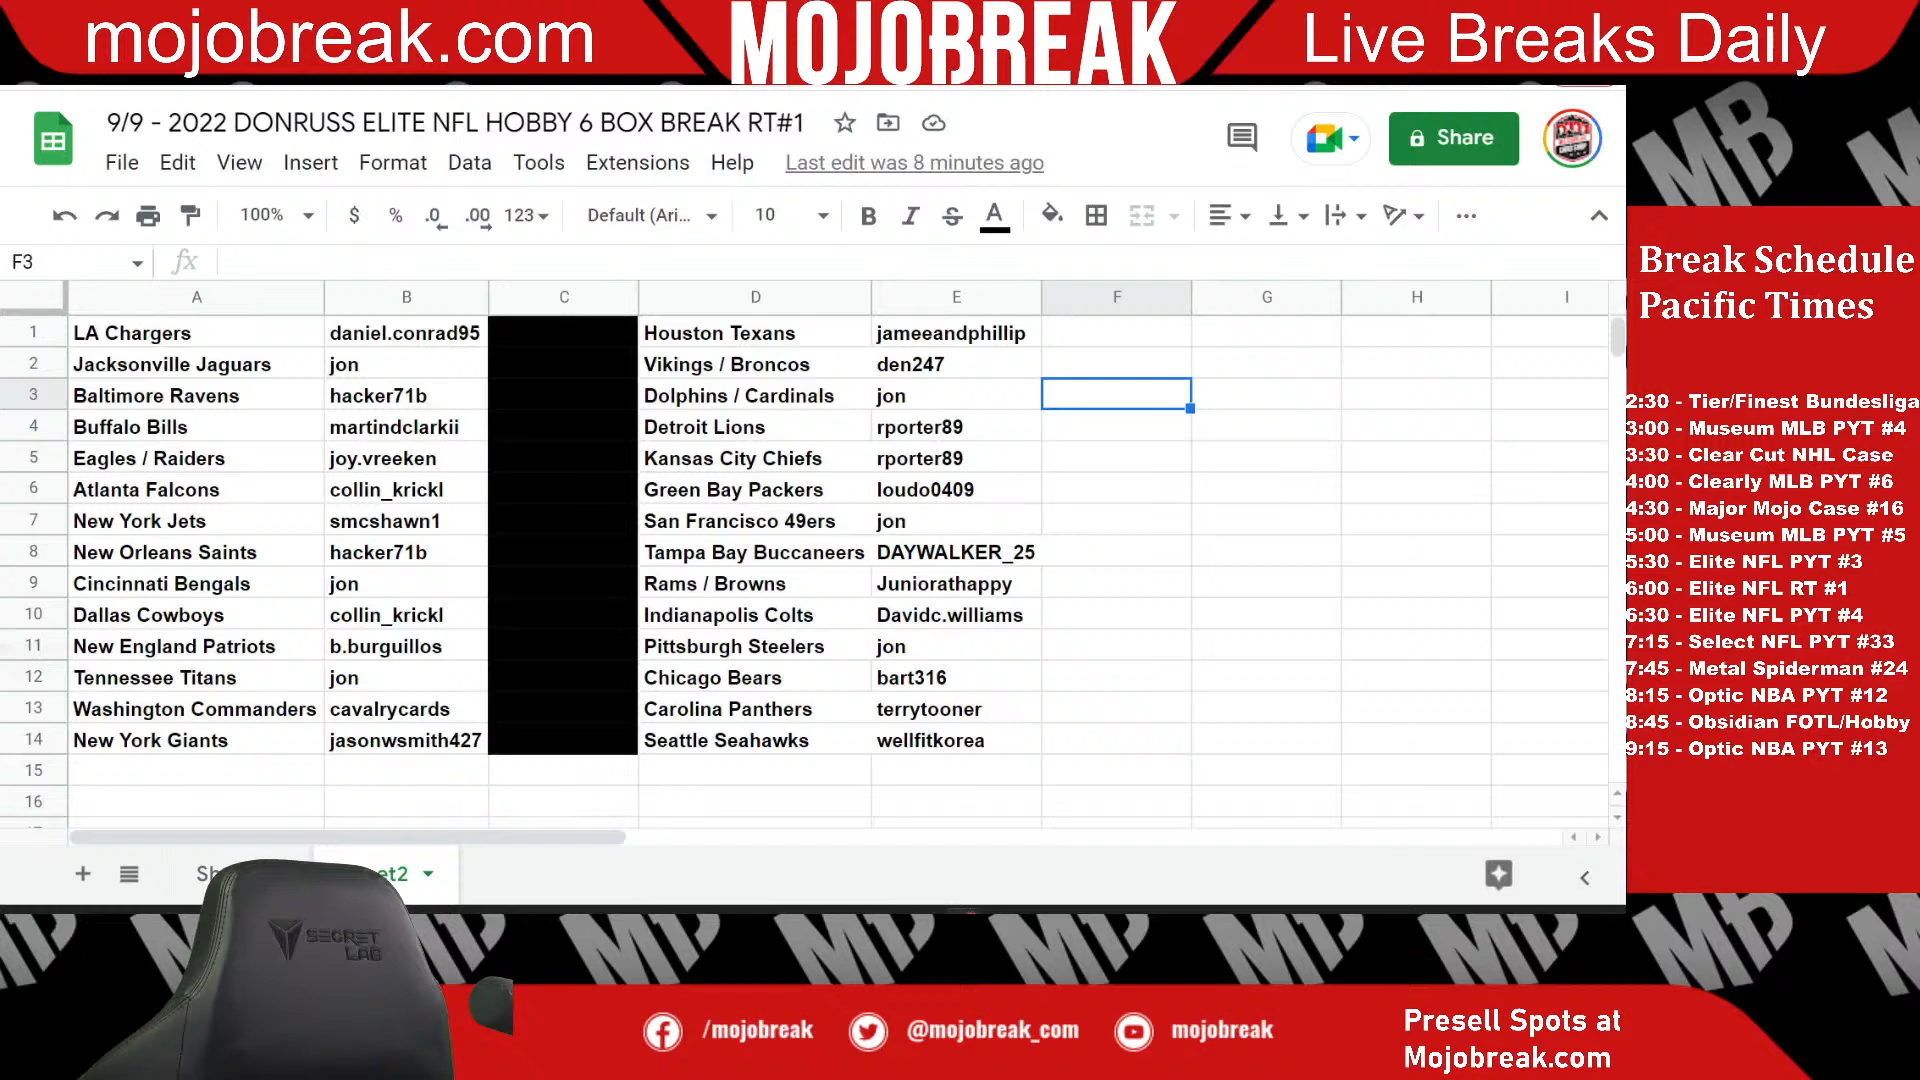 mojobreak.com
MOJOBREAK
Live Breaks Daily
9/9 - 2022 DONRUSS ELITE NFL HOBBY 6 BOX BREAK RT#1
Share
File Edit View Insert Format Data Tools Extensions Help Last edit was 8 minutes ago
100% $ % .0 .00 123 Default (Ari... 10 B I S A
F3 fx
A B C D E F G H I
1 LA Chargers daniel.conrad95 Houston Texans jameeandphillip
2 Jacksonville Jaguars jon Vikings / Broncos den247
3 Baltimore Ravens hacker71b Dolphins / Cardinals jon
4 Buffalo Bills martindclarkii Detroit Lions rporter89
5 Eagles / Raiders joy.vreeken Kansas City Chiefs rporter89
6 Atlanta Falcons collin_krickl Green Bay Packers loudo0409
7 New York Jets smcshawn1 San Francisco 49ers jon
8 New Orleans Saints hacker71b Tampa Bay Buccaneers DAYWALKER_25
9 Cincinnati Bengals jon Rams / Browns Juniorathappy
10 Dallas Cowboys collin_krickl Indianapolis Colts Davidc.williams
11 New England Patriots b.burguillos Pittsburgh Steelers jon
12 Tennessee Titans jon Chicago Bears bart316
13 Washington Commanders cavalrycards Carolina Panthers terrytooner
14 New York Giants jasonwsmith427 Seattle Seahawks wellfitkorea
15
16
Break Schedule
Pacific Times
2:30 - Tier/Finest Bundesliga
3:00 - Museum MLB PYT #4
3:30 - Clear Cut NHL Case
4:00 - Clearly MLB PYT #6
4:30 - Major Mojo Case #16
5:00 - Museum MLB PYT #5
5:30 - Elite NFL PYT #3
6:00 - Elite NFL RT #1
6:30 - Elite NFL PYT #4
7:15 - Select NFL PYT #33
7:45 - Metal Spiderman #24
8:15 - Optic NBA PYT #12
8:45 - Obsidian FOTL/Hobby
9:15 - Optic NBA PYT #13
SECRET
LAB
/mojobreak @mojobreak_com mojobreak
Presell Spots at
Mojobreak.com